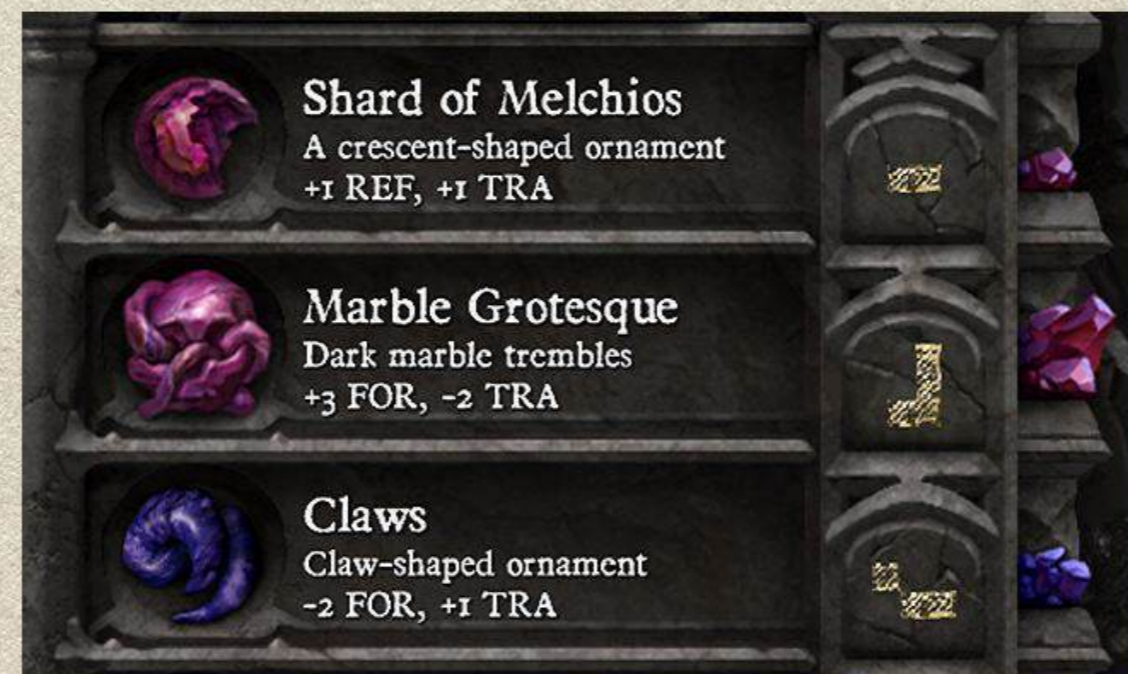 Shard of Melchios
A crescent-shaped ornament
+1 REF, +1 TRA
Marble Grotesque
Dark marble trembles
+3 FOR, -2 TRA
Claws
Claw-shaped ornament
-2 FOR, +1 TRA